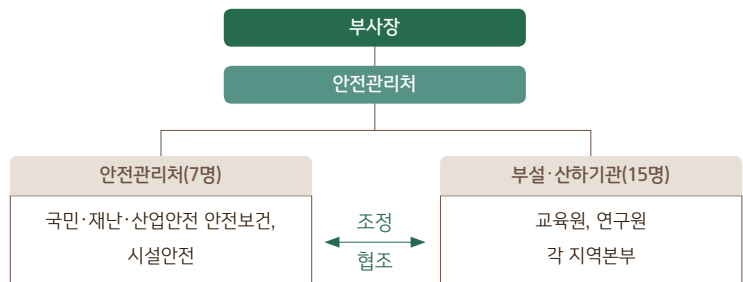 부사장
안전관리처
안전관리처(7명)
국민·재난·산업안전 안전보건,
시설안전
조정
협조
부설·산하기관(15명)
교육원, 연구원
각 지역본부